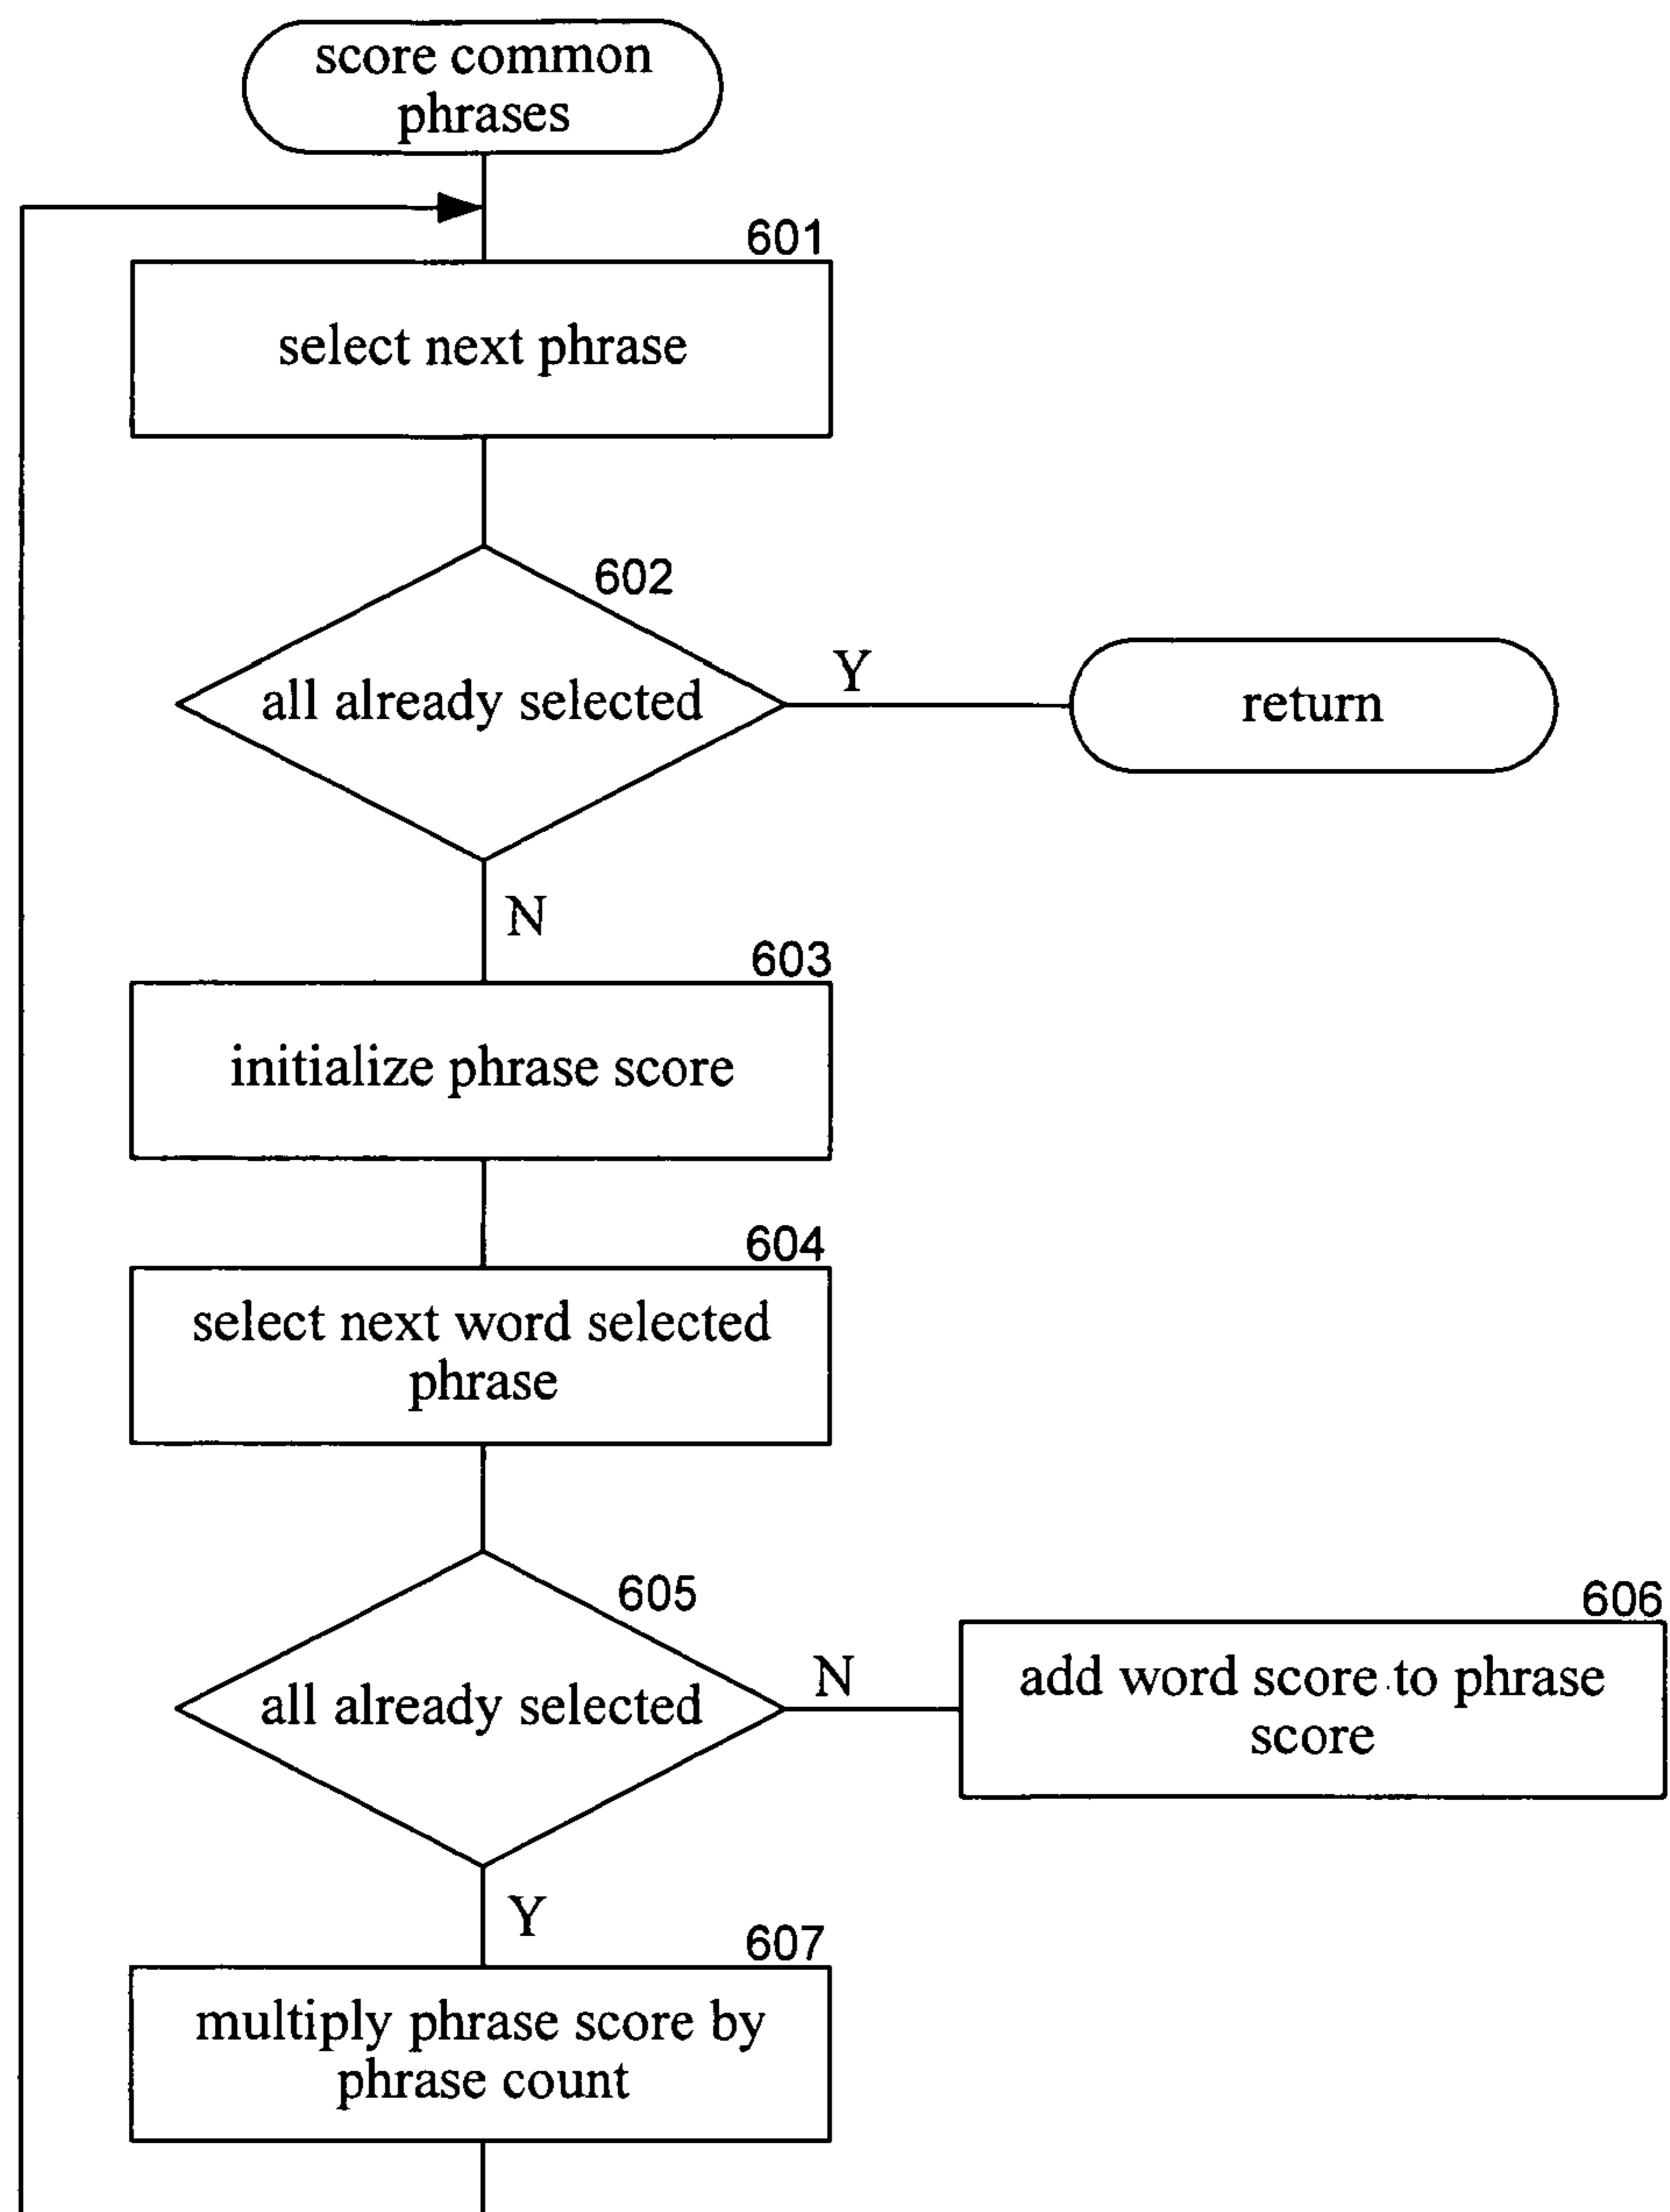 score common
phrases
601
select next phrase
602
all already selected
Y
return
N
603
initialize phrase score
604
select next word selected
phrase
605
all already selected
N
606
add word score to phrase
score
Y
607
multiply phrase score by
phrase count